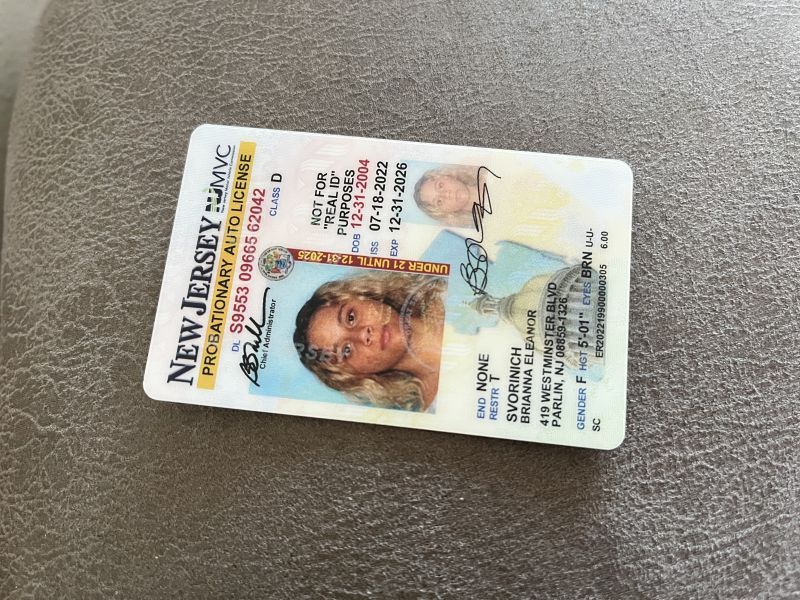 NEW JERSEY NJMVC
PROBATIONARY AUTO LICENSE
DL S9553 09665 62042
CLASS D
Chief Administrator
NOT FOR
"REAL ID"
PURPOSES
DOB 12-31-2004
ISS 07-18-2022
EXP 12-31-2026
UNDER 21 UNTIL 12-31-2025
END NONE
RESTR T
SVORINICH
BRIANNA ELEANOR
419 WESTMINSTER BLVD
PARLIN, NJ 08859-1326
GENDER F HGT 5'-01" EYES BRN U-U-
SC ER202219900000305 6.00